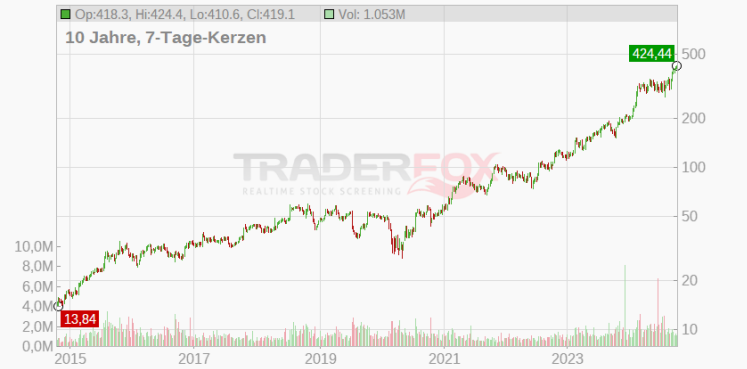 Op:418.3, Hi:424.4, Lo:410.6, Cl:419.1 Vol: 1.053M
10 Jahre, 7-Tage-Kerzen
424,44
500
200
TRADERFOX
100
REALTIME STOCK SCREENING
50
10,0M
8,0M
20
6,0M
4,0M
13,84
2,0M
10
0,0M
2015 2017 2019 2021 2023